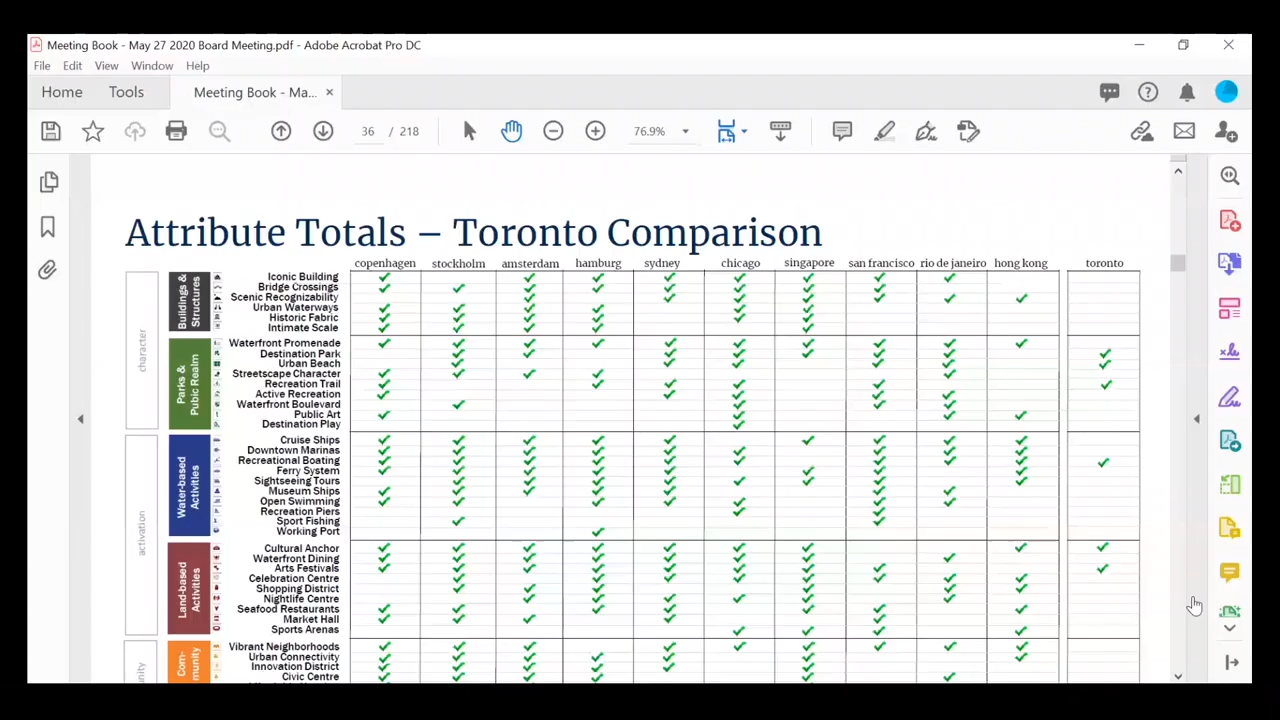 Meeting Book - May 27 2020 Board Meeting.pdf - Adobe Acrobat Pro DC
File Edit View Window Help
Home Tools Meeting Book - Ma... ×
36 / 218 76.9%
Attribute Totals – Toronto Comparison
copenhagen stockholm amsterdam hamburg sydney chicago singapore san francisco rio de janeiro hong kong toronto
character
Buildings & Structures
Iconic Building
Bridge Crossings
Scenic Recognizability
Urban Waterways
Historic Fabric
Intimate Scale
Parks & Pubic Realm
Waterfront Promenade
Destination Park
Urban Beach
Streetscape Character
Recreation Trail
Active Recreation
Waterfront Boulevard
Public Art
Destination Play
activation
Water-based Activities
Cruise Ships
Downtown Marinas
Recreational Boating
Ferry System
Sightseeing Tours
Museum Ships
Open Swimming
Recreation Piers
Sport Fishing
Working Port
Land-based Activities
Cultural Anchor
Waterfront Dining
Arts Festivals
Celebration Centre
Shopping District
Nightlife Centre
Seafood Restaurants
Market Hall
Sports Arenas
Com-munity
Vibrant Neighborhoods
Urban Connectivity
Innovation District
Civic Centre